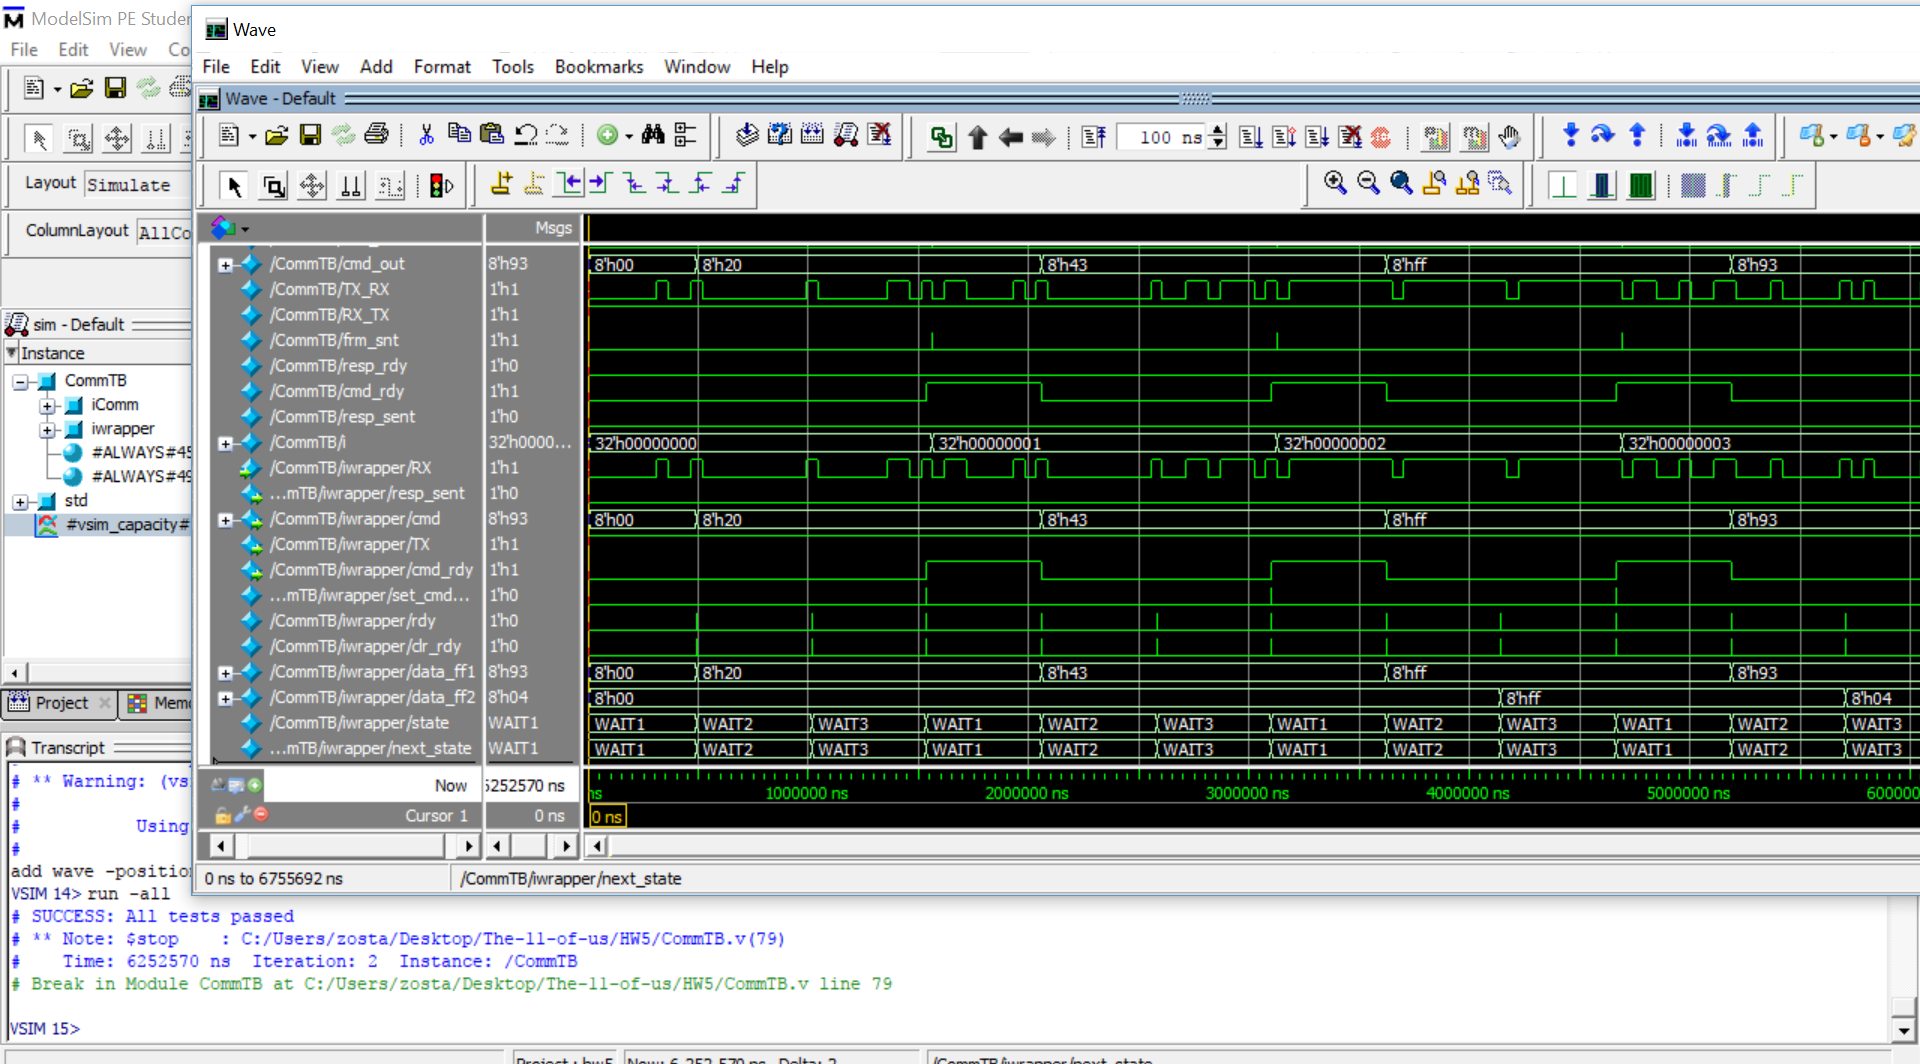 ModelSim PE Studen
Wave
File Edit View Co
File Edit View Add Format Tools Bookmarks Window Help
Wave - Default
100 ns
Layout Simulate
ColumnLayout AllCo
Msgs
/CommTB/cmd_out 8'h93 8'h00 8'h20 8'h43 8'hff 8'h93
/CommTB/TX_RX 1'h1
/CommTB/RX_TX 1'h1
/CommTB/frm_snt 1'h1
/CommTB/resp_rdy 1'h0
/CommTB/cmd_rdy 1'h1
/CommTB/resp_sent 1'h0
/CommTB/i 32'h0000... 32'h00000000 32'h00000001 32'h00000002 32'h00000003
/CommTB/iwrapper/RX 1'h1
...mTB/iwrapper/resp_sent 1'h0
/CommTB/iwrapper/cmd 8'h93 8'h00 8'h20 8'h43 8'hff 8'h93
/CommTB/iwrapper/TX 1'h1
/CommTB/iwrapper/cmd_rdy 1'h1
...mTB/iwrapper/set_cmd... 1'h0
/CommTB/iwrapper/rdy 1'h0
/CommTB/iwrapper/clr_rdy 1'h0
/CommTB/iwrapper/data_ff1 8'h93 8'h00 8'h20 8'h43 8'hff 8'h93
/CommTB/iwrapper/data_ff2 8'h04 8'h00 8'hff 8'h04
/CommTB/iwrapper/state WAIT1 WAIT1 WAIT2 WAIT3 WAIT1 WAIT2 WAIT3 WAIT1 WAIT2 WAIT3 WAIT1 WAIT2 WAIT3
...mTB/iwrapper/next_state WAIT1 WAIT1 WAIT2 WAIT3 WAIT1 WAIT2 WAIT3 WAIT1 WAIT2 WAIT3 WAIT1 WAIT2 WAIT3
Now 6252570 ns ns 1000000 ns 2000000 ns 3000000 ns 4000000 ns 5000000 ns 600000
Cursor 1 0 ns 0 ns
0 ns to 6755692 ns /CommTB/iwrapper/next_state
sim - Default
Instance
CommTB
iComm
iwrapper
#ALWAYS#45
#ALWAYS#49
std
#vsim_capacity#
Project Memo
Transcript
# ** Warning: (vs
#
# Using
#
add wave -position
VSIM 14> run -all
# SUCCESS: All tests passed
# ** Note: $stop : C:/Users/zosta/Desktop/The-11-of-us/HW5/CommTB.v(79)
# Time: 6252570 ns Iteration: 2 Instance: /CommTB
# Break in Module CommTB at C:/Users/zosta/Desktop/The-11-of-us/HW5/CommTB.v line 79
VSIM 15>
Project : hw5 Now: 6,252,570 ns Delta: 2 /CommTB/iwrapper/next_state